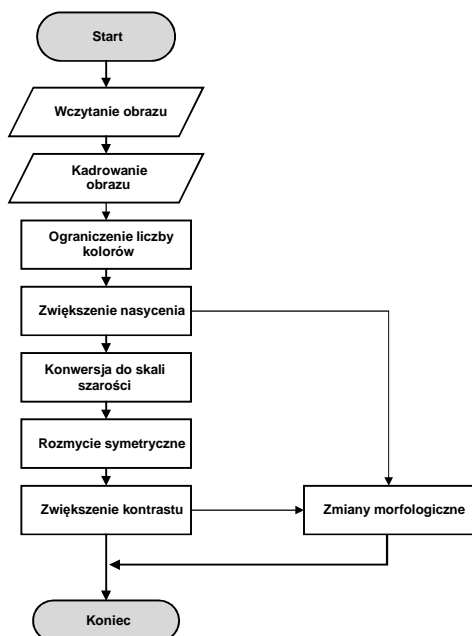 Start
Wczytanie obrazu
Kadrowanie
obrazu
Ograniczenie liczby
kolorów
Zwiększenie nasycenia
Konwersja do skali
szarości
Rozmycie symetryczne
Zwiększenie kontrastu
Zmiany morfologiczne
Koniec